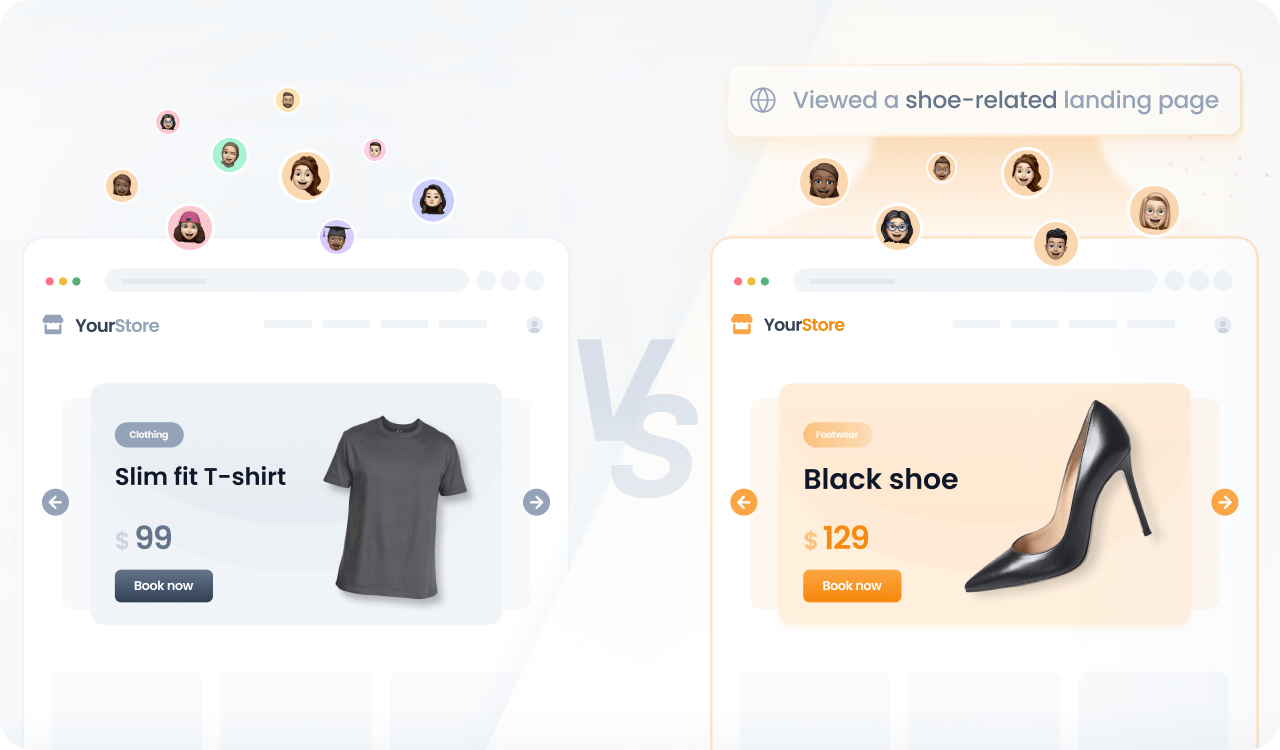 Viewed a shoe-related landing page
YourStore
Clothing
Slim fit T-shirt
$ 99
Book now
VS
YourStore
Footwear
Black shoe
$ 129
Book now